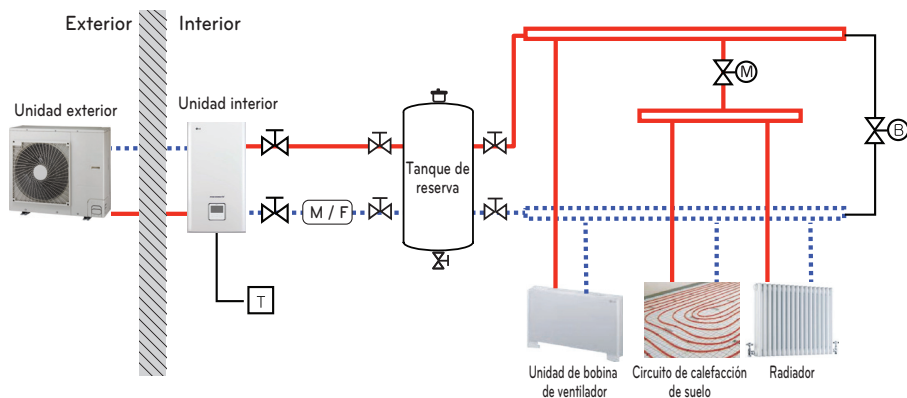 Exterior
Interior
Unidad exterior
Unidad interior
M
B
Tanque de
reserva
M / F
T
Unidad de bobina
de ventilador
Circuito de calefacción
de suelo
Radiador